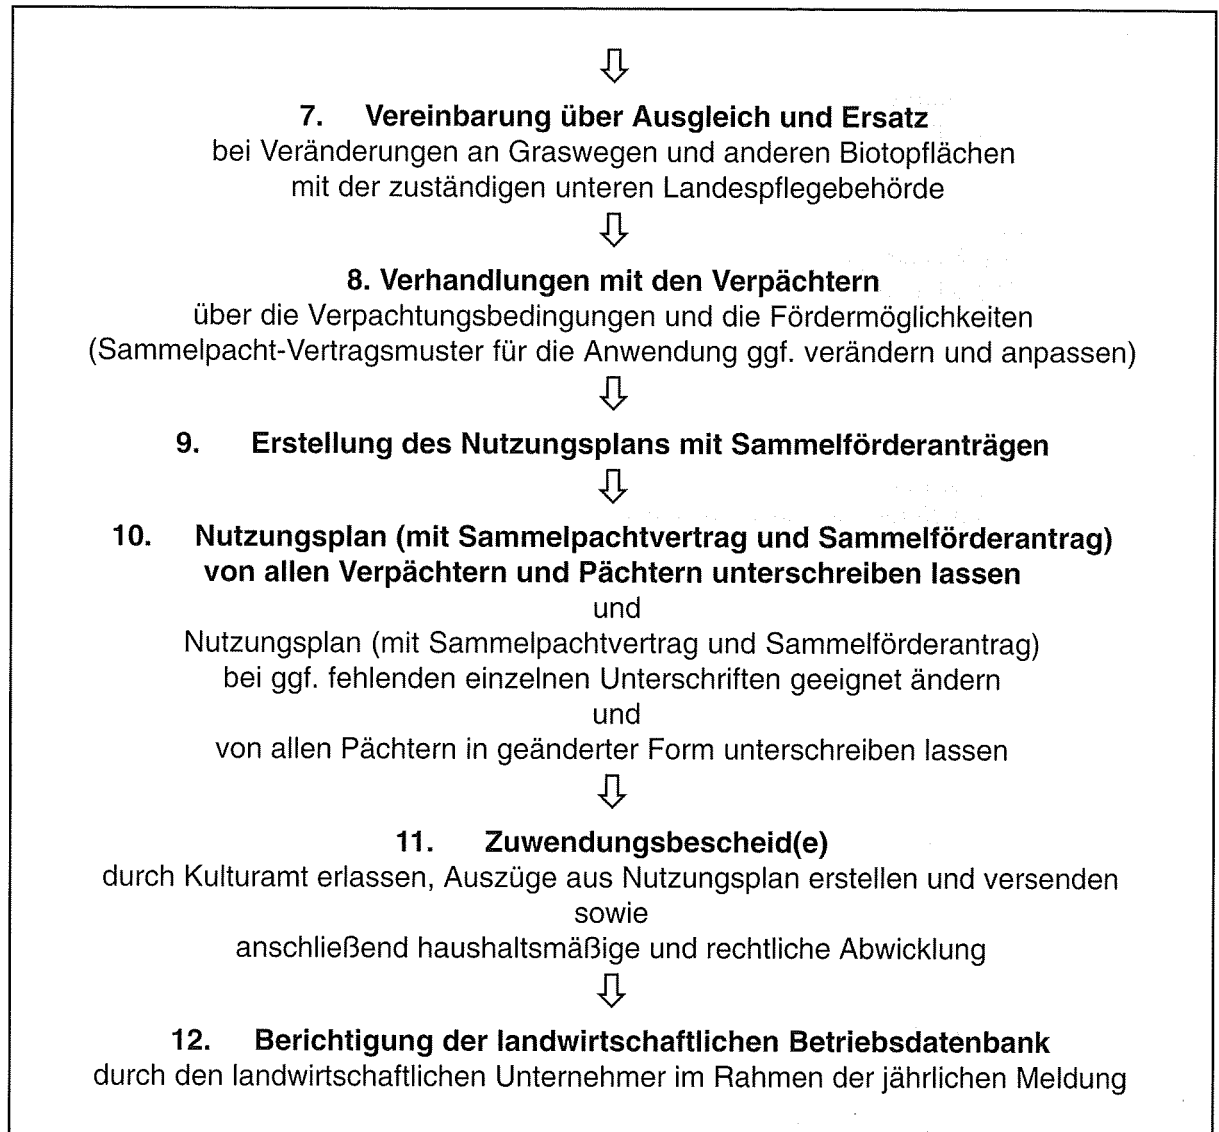 7. Vereinbarung über Ausgleich und Ersatz
bei Veränderungen an Graswegen und anderen Biotopflächen
mit der zuständigen unteren Landespflegebehörde
8. Verhandlungen mit den Verpächtern
über die Verpachtungsbedingungen und die Fördermöglichkeiten
(Sammelpacht-Vertragsmuster für die Anwendung ggf. verändern und anpassen)
9. Erstellung des Nutzungsplans mit Sammelförderanträgen
10. Nutzungsplan (mit Sammelpachtvertrag und Sammelförderantrag)
von allen Verpächtern und Pächtern unterschreiben lassen
und
Nutzungsplan (mit Sammelpachtvertrag und Sammelförderantrag)
bei ggf. fehlenden einzelnen Unterschriften geeignet ändern
und
von allen Pächtern in geänderter Form unterschreiben lassen
11. Zuwendungsbescheid(e)
durch Kulturamt erlassen, Auszüge aus Nutzungsplan erstellen und versenden
sowie
anschließend haushaltsmäßige und rechtliche Abwicklung
12. Berichtigung der landwirtschaftlichen Betriebsdatenbank
durch den landwirtschaftlichen Unternehmer im Rahmen der jährlichen Meldung